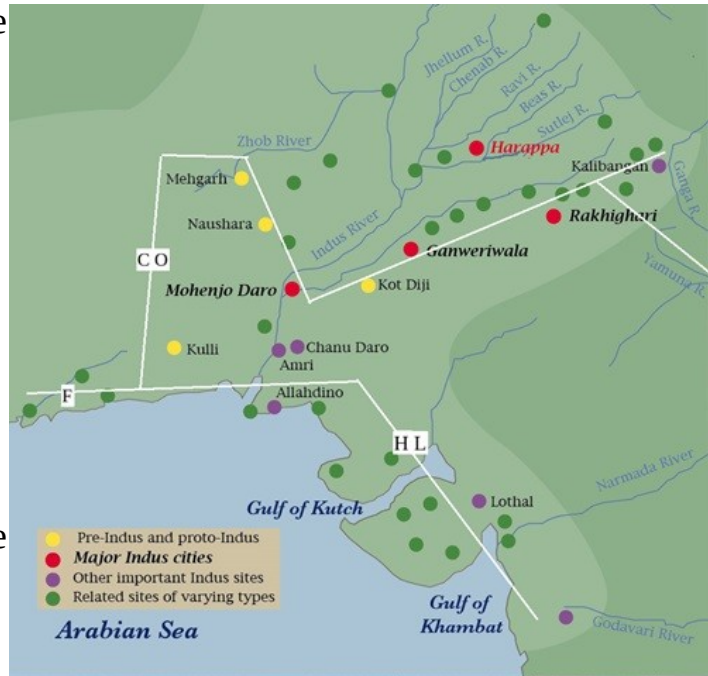 e
Jhellum R.
Chenab R.
Ravi R.
Beas R.
Sutlej R.
Zhob River
Harappa
Kalibangan
Ganga R.
Mehgarh
Naushara
Indus River
Rakhighari
Ganweriwala
C O
Yamuna R.
Mohenjo Daro
Kot Diji
Kulli
Chanu Daro
Amri
F
Allahdino
H L
Narmada River
Lothal
Gulf of Kutch
e
Pre-Indus and proto-Indus
Major Indus cities
Other important Indus sites
Related sites of varying types
Gulf of
Khambat
Arabian Sea
Godavari River